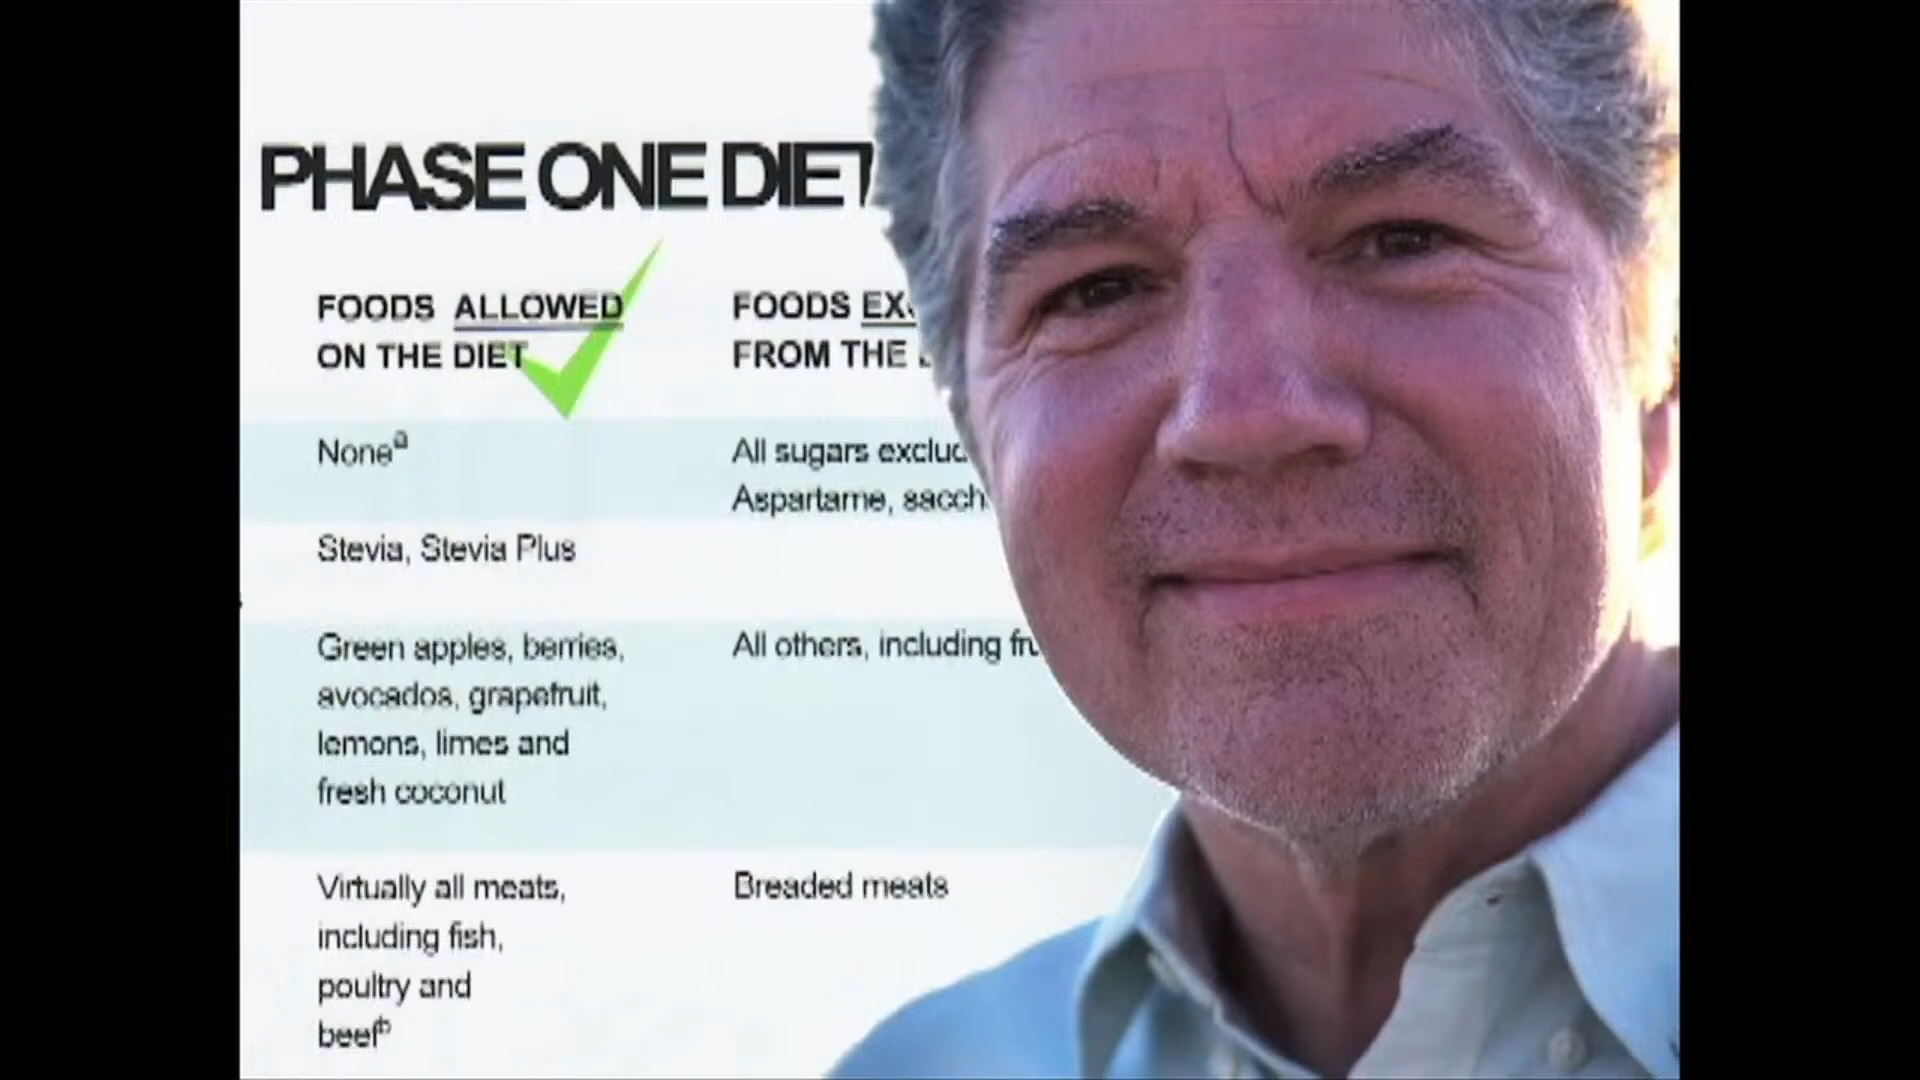 PHASE ONE DIET
FOODS ALLOWED
ON THE DIET
FOODS
FROM THE
Noneᵃ
All sugars
Aspartame,
Stevia, Stevia Plus
Green apples, berries,
avocados, grapefruit,
lemons, limes and
fresh coconut
All others, including
Virtually all meats,
including fish,
poultry and
beefᵇ
Breaded meats